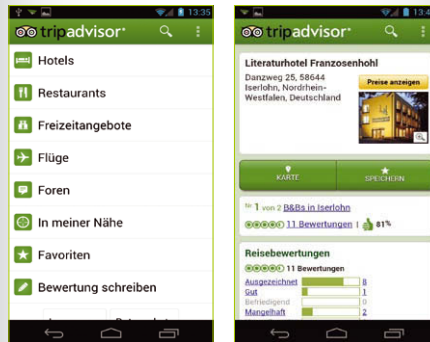 13:35
tripadvisor
Hotels
Restaurants
Freizeitangebote
Flüge
Foren
In meiner Nähe
Favoriten
Bewertung schreiben
tripadvisor
Literaturhotel Franzosenhohl
Danzweg 25, 58644
Iserlohn, Nordrhein-
Westfalen, Deutschland
Preise anzeigen
KARTE
SPEICHERN
Nr. 1 von 2 B&Bs in Iserlohn
11 Bewertungen | 81%
Reisebewertungen
11 Bewertungen
Ausgezeichnet 8
Gut 1
Befriedigend 0
Mangelhaft 2